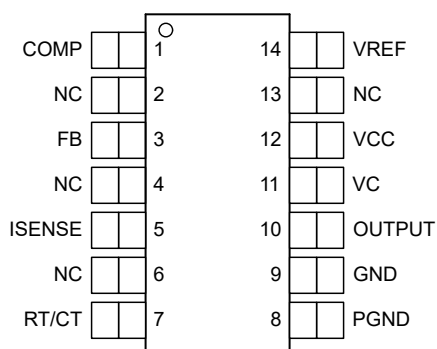 COMP 1 14 VREF
NC 2 13 NC
FB 3 12 VCC
NC 4 11 VC
ISENSE 5 10 OUTPUT
NC 6 9 GND
RT/CT 7 8 PGND